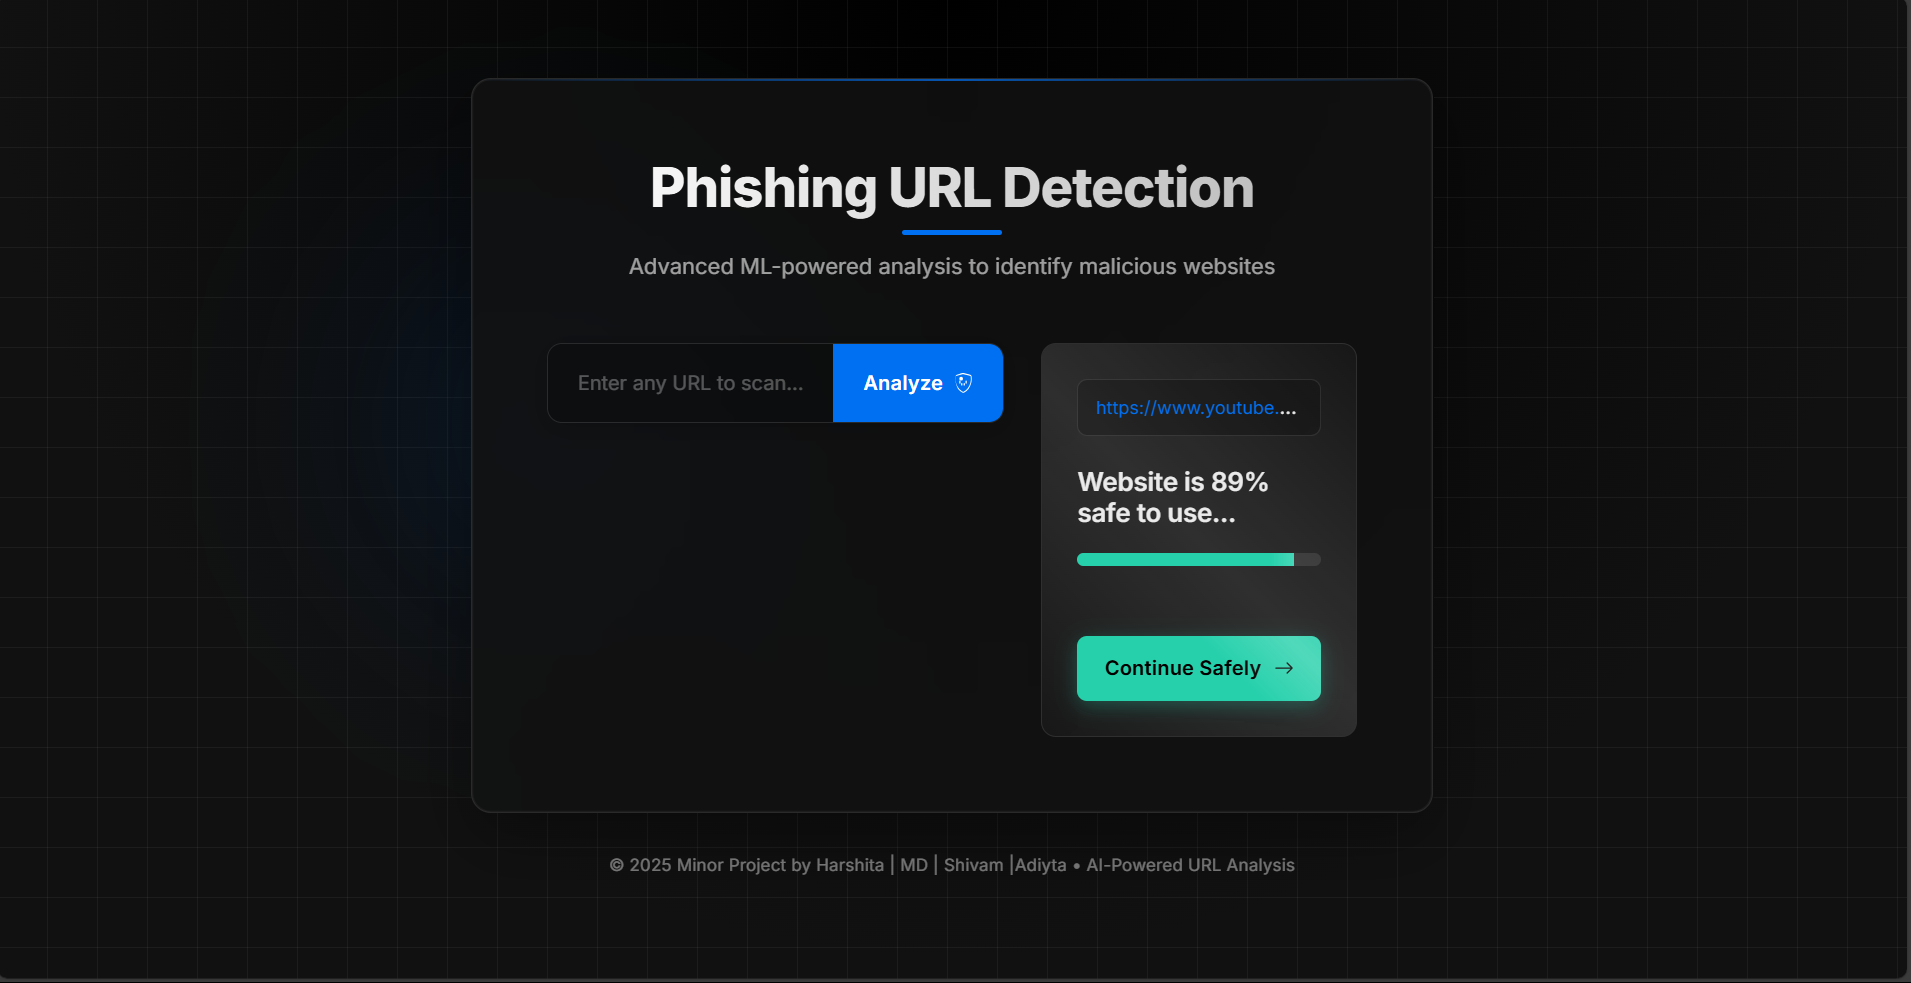 Phishing URL Detection
Advanced ML-powered analysis to identify malicious websites
Enter any URL to scan...
Analyze
https://www.youtube....
Website is 89%
safe to use...
Continue Safely →
© 2025 Minor Project by Harshita | MD | Shivam |Adiyta • AI-Powered URL Analysis